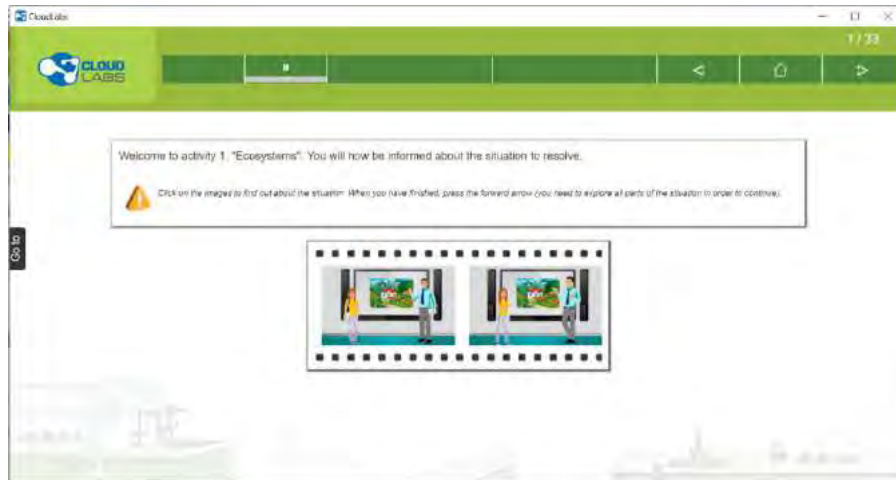 CloudLabs
1 / 33
CLOUD
LABS
Welcome to activity 1, "Ecosystems". You will now be informed about the situation to resolve.
Click on the images to find out about the situation. When you have finished, press the forward arrow (you need to explore all parts of the situation in order to continue).
Go to